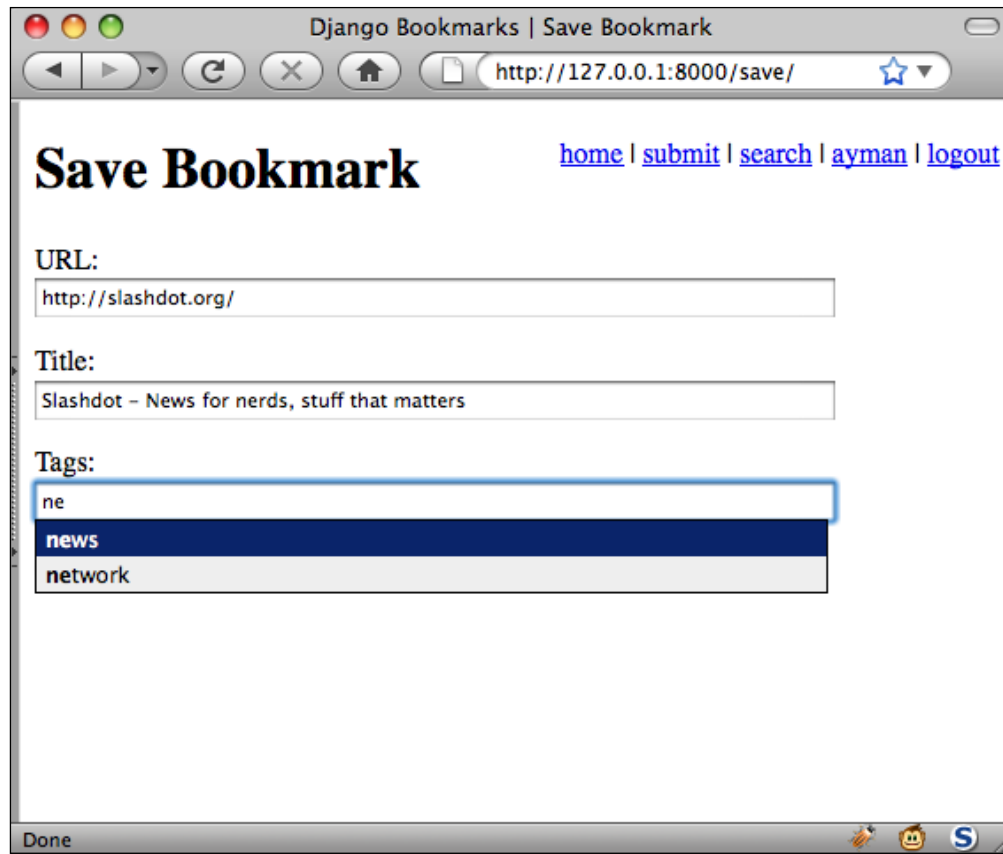 Django Bookmarks | Save Bookmark
http://127.0.0.1:8000/save/
Save Bookmark
home | submit | search | ayman | logout
URL:
http://slashdot.org/
Title:
Slashdot – News for nerds, stuff that matters
Tags:
ne
news
network
Done
S